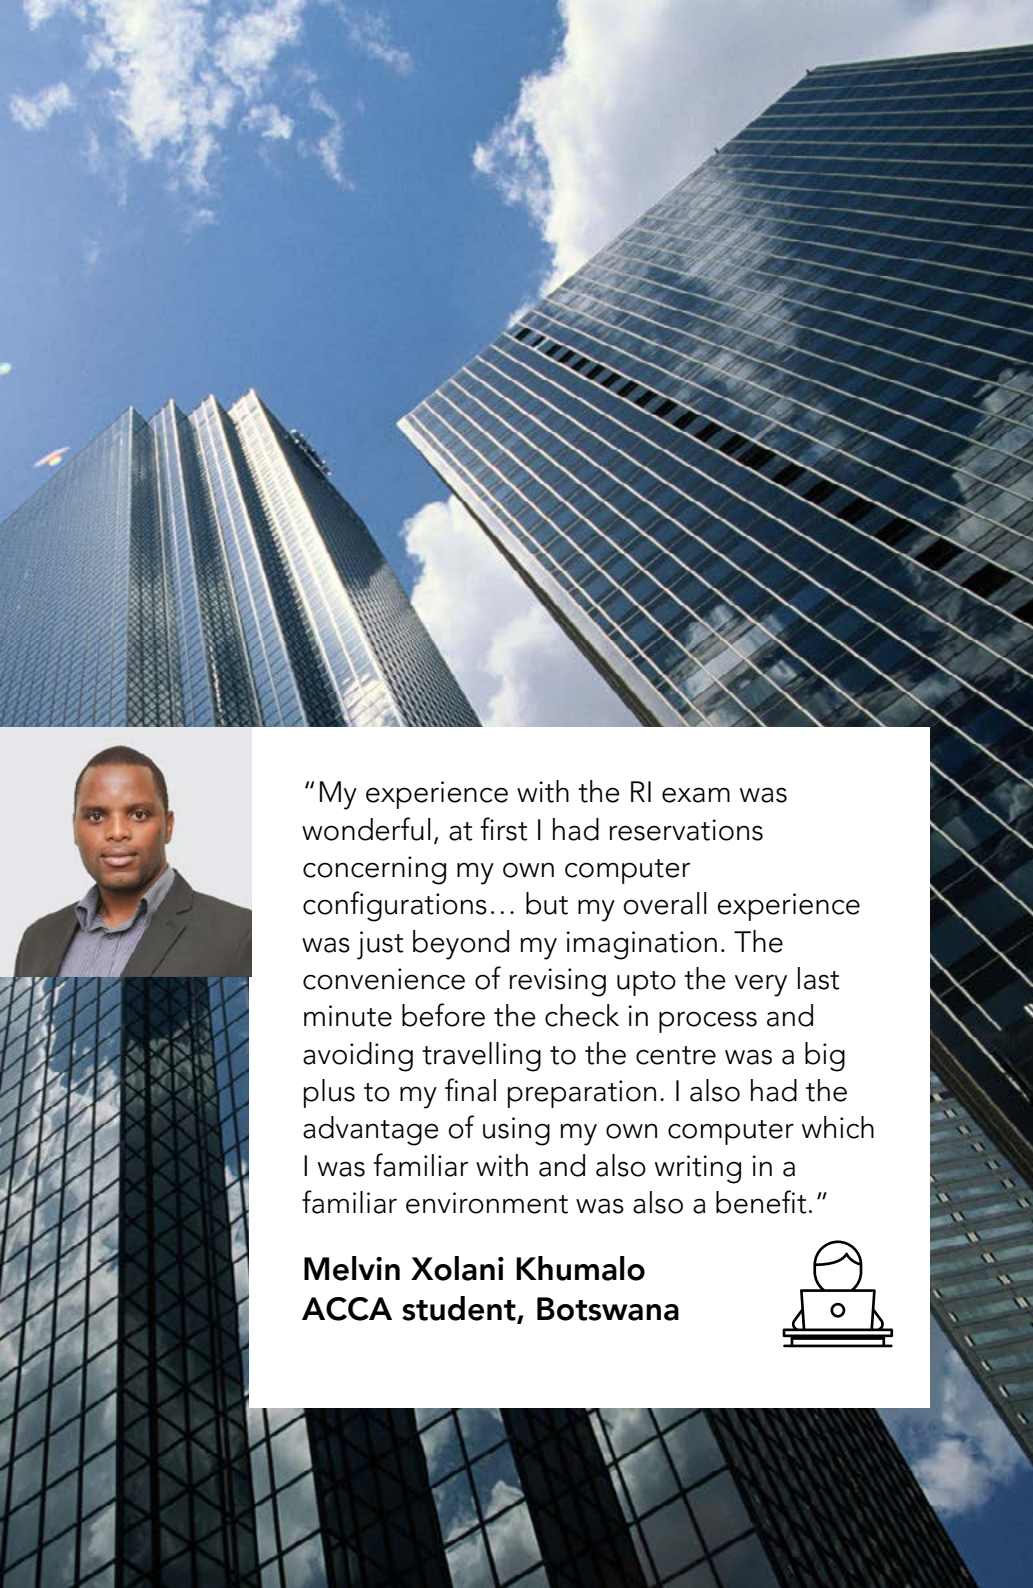 “My experience with the RI exam was
wonderful, at first I had reservations
concerning my own computer
configurations… but my overall experience
was just beyond my imagination. The
convenience of revising upto the very last
minute before the check in process and
avoiding travelling to the centre was a big
plus to my final preparation. I also had the
advantage of using my own computer which
I was familiar with and also writing in a
familiar environment was also a benefit.”
Melvin Xolani Khumalo
ACCA student, Botswana